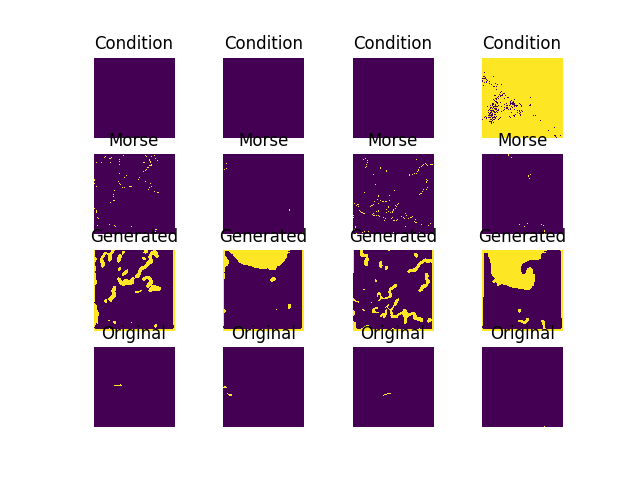 Condition Condition Condition Condition
Morse Morse Morse Morse
Generated Generated Generated Generated
Original Original Original Original